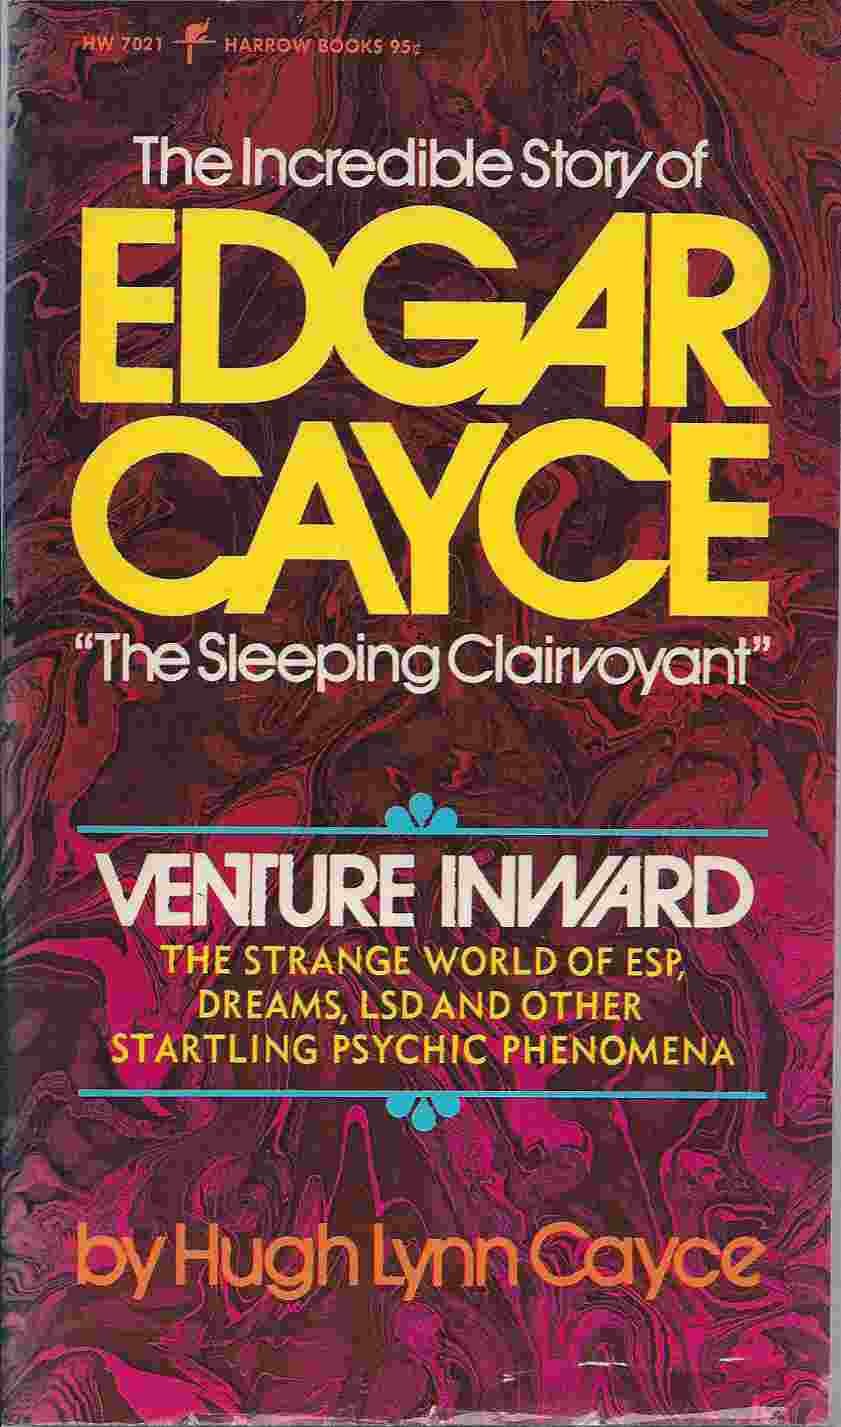 HW 7021 HARROW BOOKS 95¢
The Incredible Story of
EDGAR
CAYCE
“The Sleeping Clairvoyant”
VENTURE INWARD
THE STRANGE WORLD OF ESP,
DREAMS, LSD AND OTHER
STARTLING PSYCHIC PHENOMENA
by Hugh Lynn Cayce